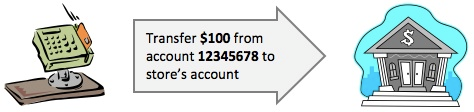 Transfer $100 from
account 12345678 to
store's account
$